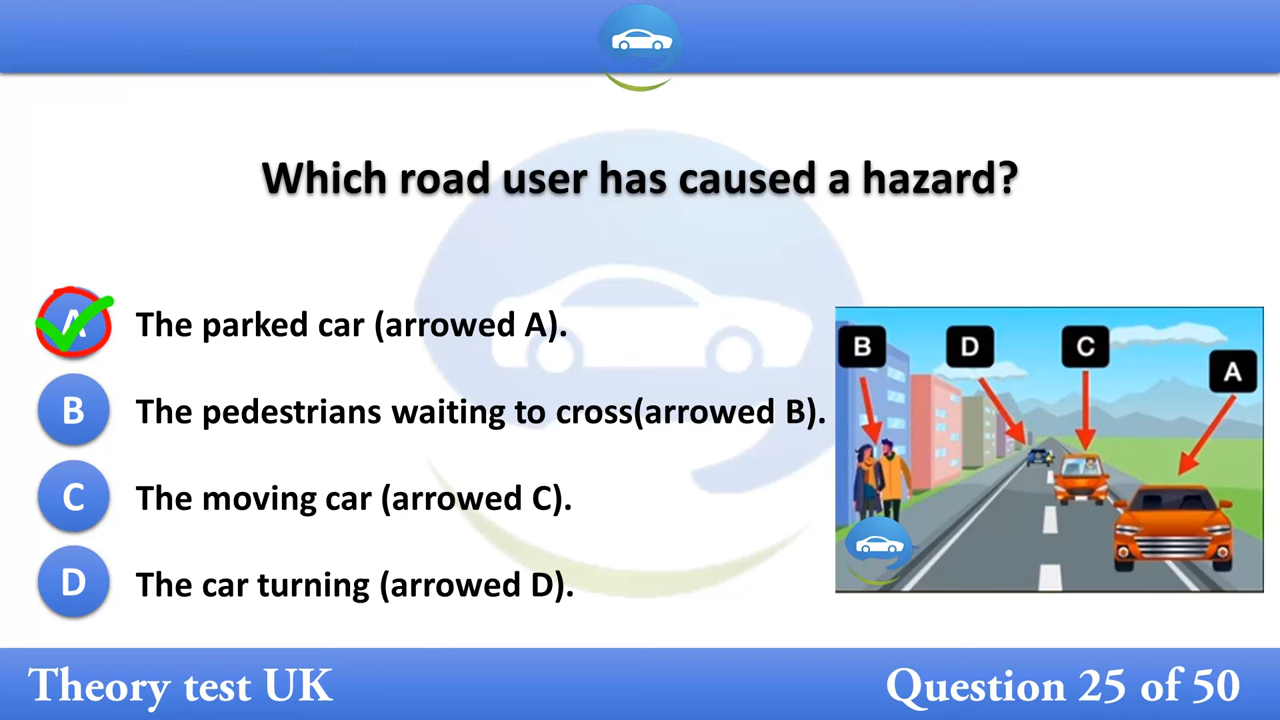 Which road user has caused a hazard?
A The parked car (arrowed A).
B The pedestrians waiting to cross(arrowed B).
C The moving car (arrowed C).
D The car turning (arrowed D).
B D C A
Theory test UK
Question 25 of 50